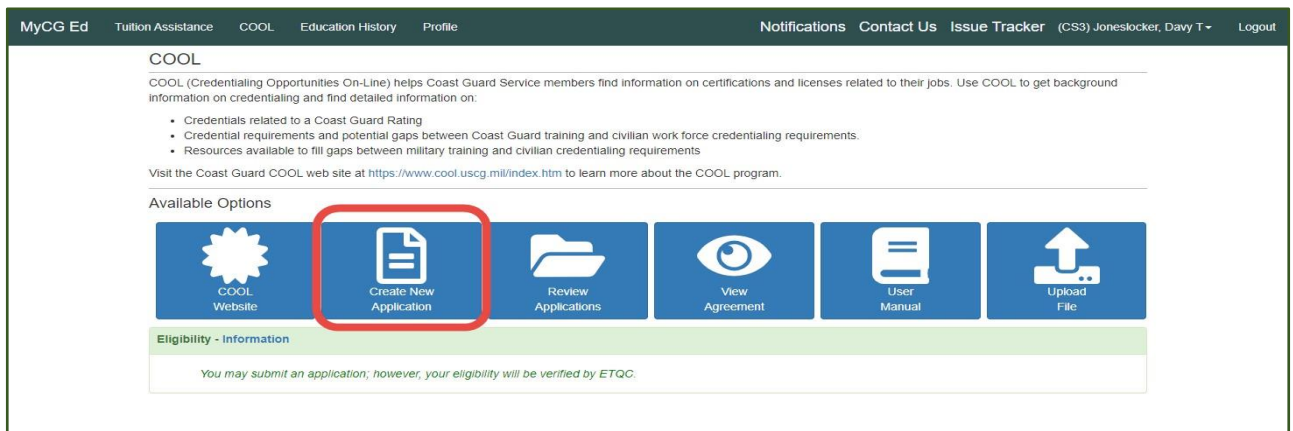 MyCG Ed Tuition Assistance COOL Education History Profile Notifications Contact Us Issue Tracker (CS3) Joneslocker, Davy T Logout
COOL
COOL (Credentialing Opportunities On-Line) helps Coast Guard Service members find information on certifications and licenses related to their jobs. Use COOL to get background
information on credentialing and find detailed information on:
• Credentials related to a Coast Guard Rating
• Credential requirements and potential gaps between Coast Guard training and civilian work force credentialing requirements.
• Resources available to fill gaps between military training and civilian credentialing requirements
Visit the Coast Guard COOL web site at https://www.cool.uscg.mil/index.htm to learn more about the COOL program.
Available Options
COOL
Website
Create New
Application
Review
Applications
View
Agreement
User
Manual
Upload
File
Eligibility - Information
You may submit an application; however, your eligibility will be verified by ETQC.